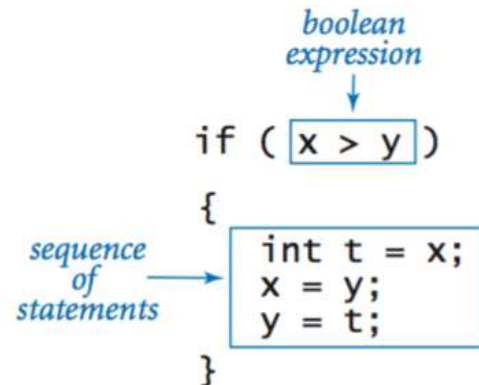 boolean
expression
if ( x > y )
{
sequence
of
statements
int t = x;
x = y;
y = t;
}